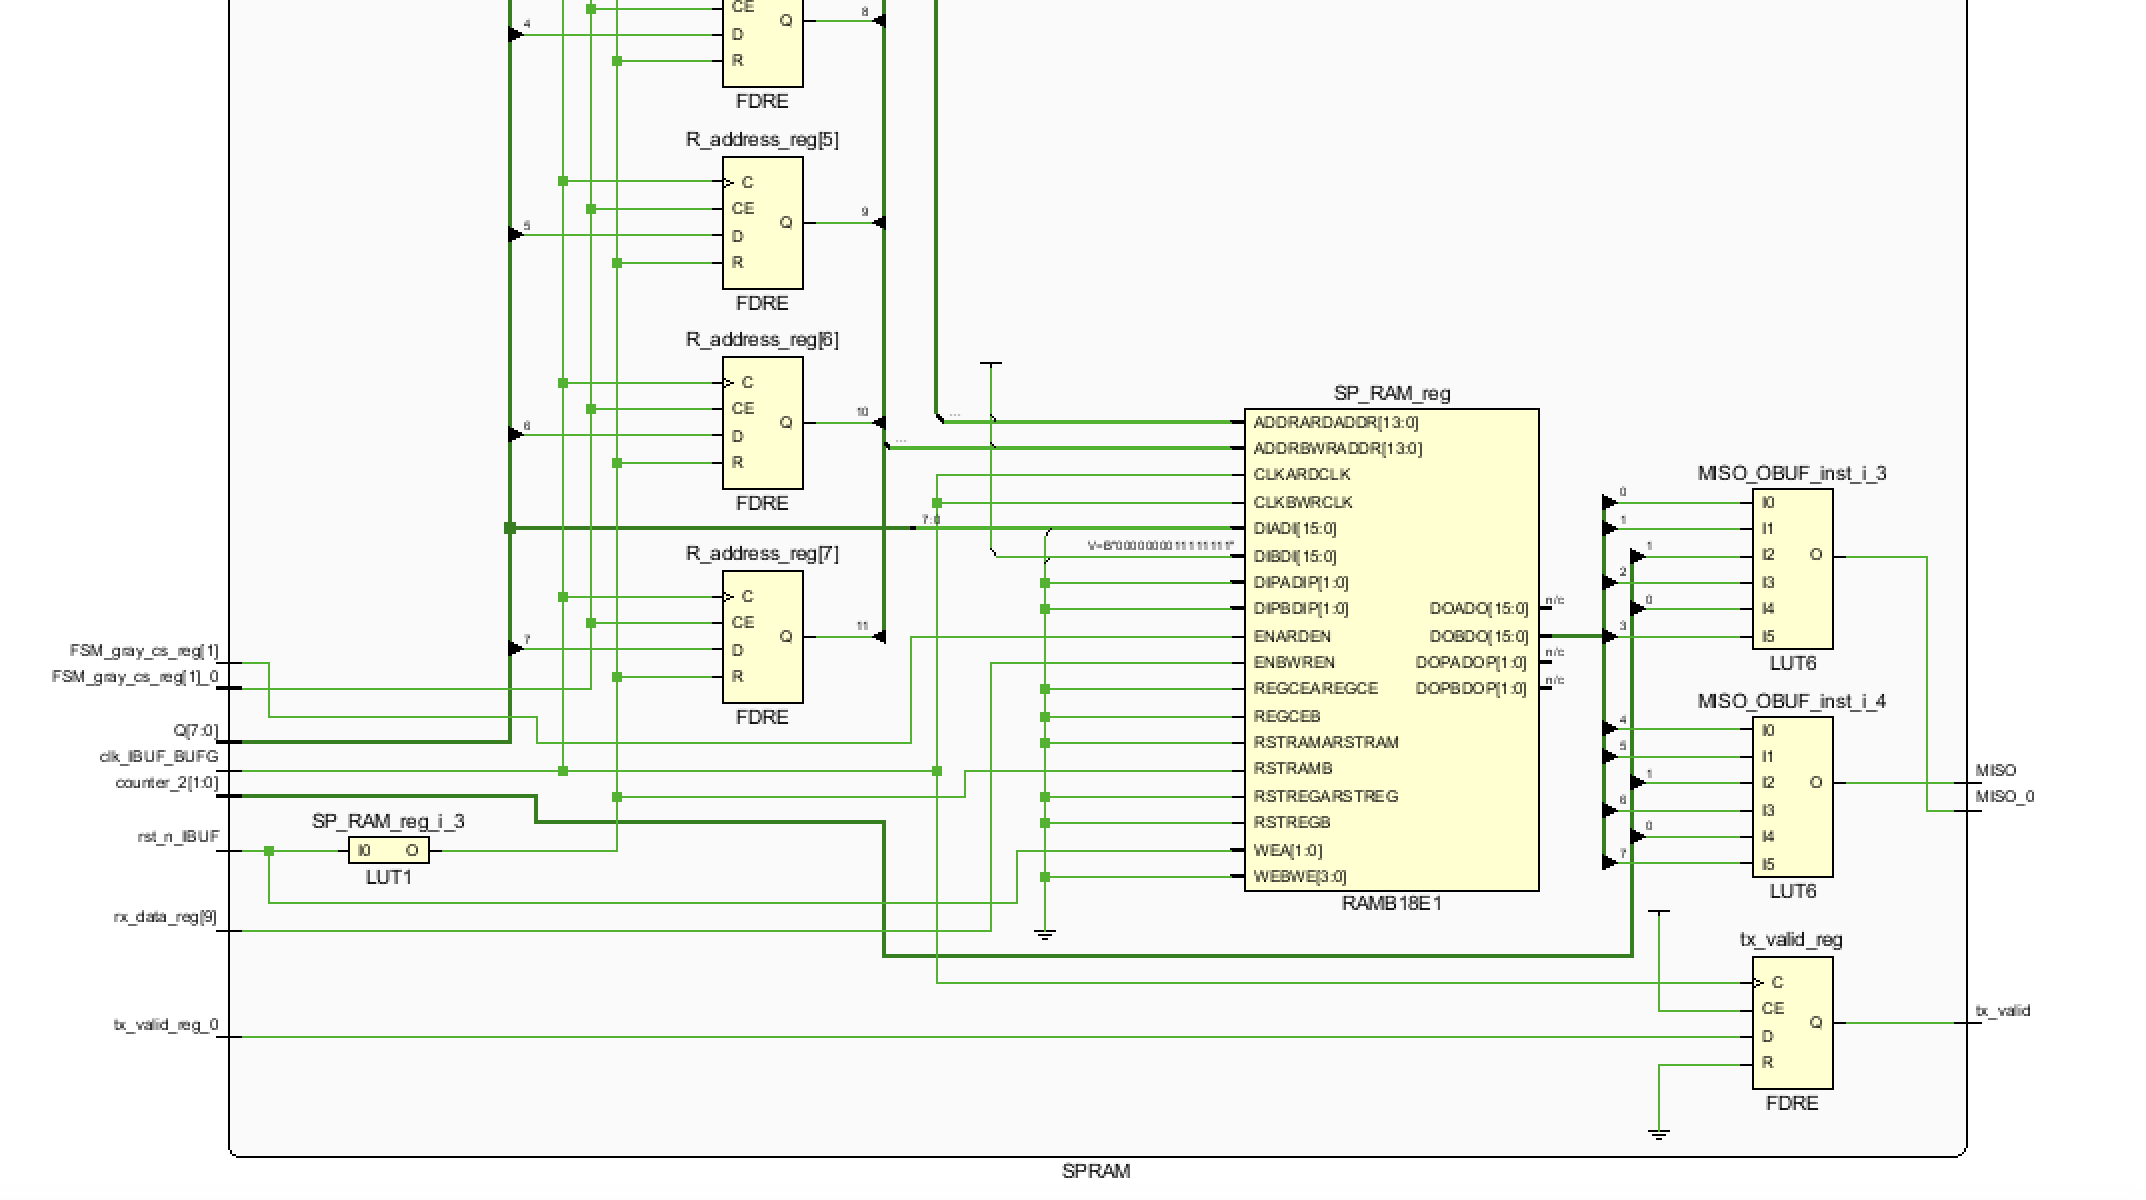 CE
4
D
Q
8
R
FDRE
R_address_reg[5]
C
CE
Q
9
5
D
R
FDRE
R_address_reg[6]
C
CE
Q
10
6
D
R
FDRE
7:0
R_address_reg[7]
C
CE
Q
11
7
D
R
FDRE
FSM_gray_cs_reg[1]
FSM_gray_cs_reg[1]_0
Q[7:0]
clk_IBUF_BUFG
counter_2[1:0]
rst_n_IBUF
rx_data_reg[9]
tx_valid_reg_0
SP_RAM_reg_i_3
I0 O
LUT1
...
...
V=B"0000000011111111"
SP_RAM_reg
ADDRARDADDR[13:0]
ADDRBWRADDR[13:0]
CLKARDCLK
CLKBWRCLK
DIADI[15:0]
DIBDI[15:0]
DIPADIP[1:0]
DIPBDIP[1:0]
ENARDEN
ENBWREN
REGCEAREGCE
REGCEB
RSTRAMARSTRAM
RSTRAMB
RSTREGARSTREG
RSTREGB
WEA[1:0]
WEBWE[3:0]
DOADO[15:0] n/c
DOBDO[15:0]
DOPADOP[1:0] n/c
DOPBDOP[1:0] n/c
RAMB18E1
MISO_OBUF_inst_i_3
0 I0
1 I1
1 I2 O
2 I3
0 I4
3 I5
LUT6
MISO_OBUF_inst_i_4
4 I0
5 I1
1 I2 O
6 I3
0 I4
7 I5
LUT6
MISO
MISO_0
tx_valid_reg
C
CE
Q
D
R
FDRE
tx_valid
SPRAM